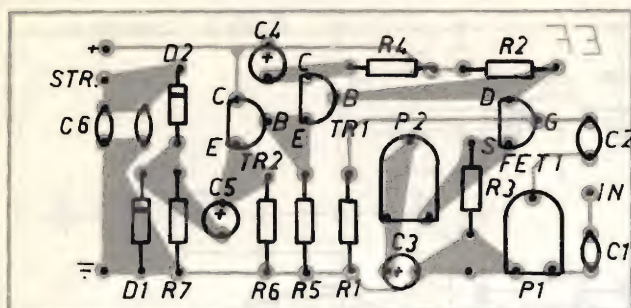 C4
+
D2
C
R4
R2
73
STR.
C
B
D
C6
B
TR1
P2
S
G
E
E
TR2
FET1
C2
C5
R3
IN
C3
C1
D1
R7
R6
R5
R1
P1